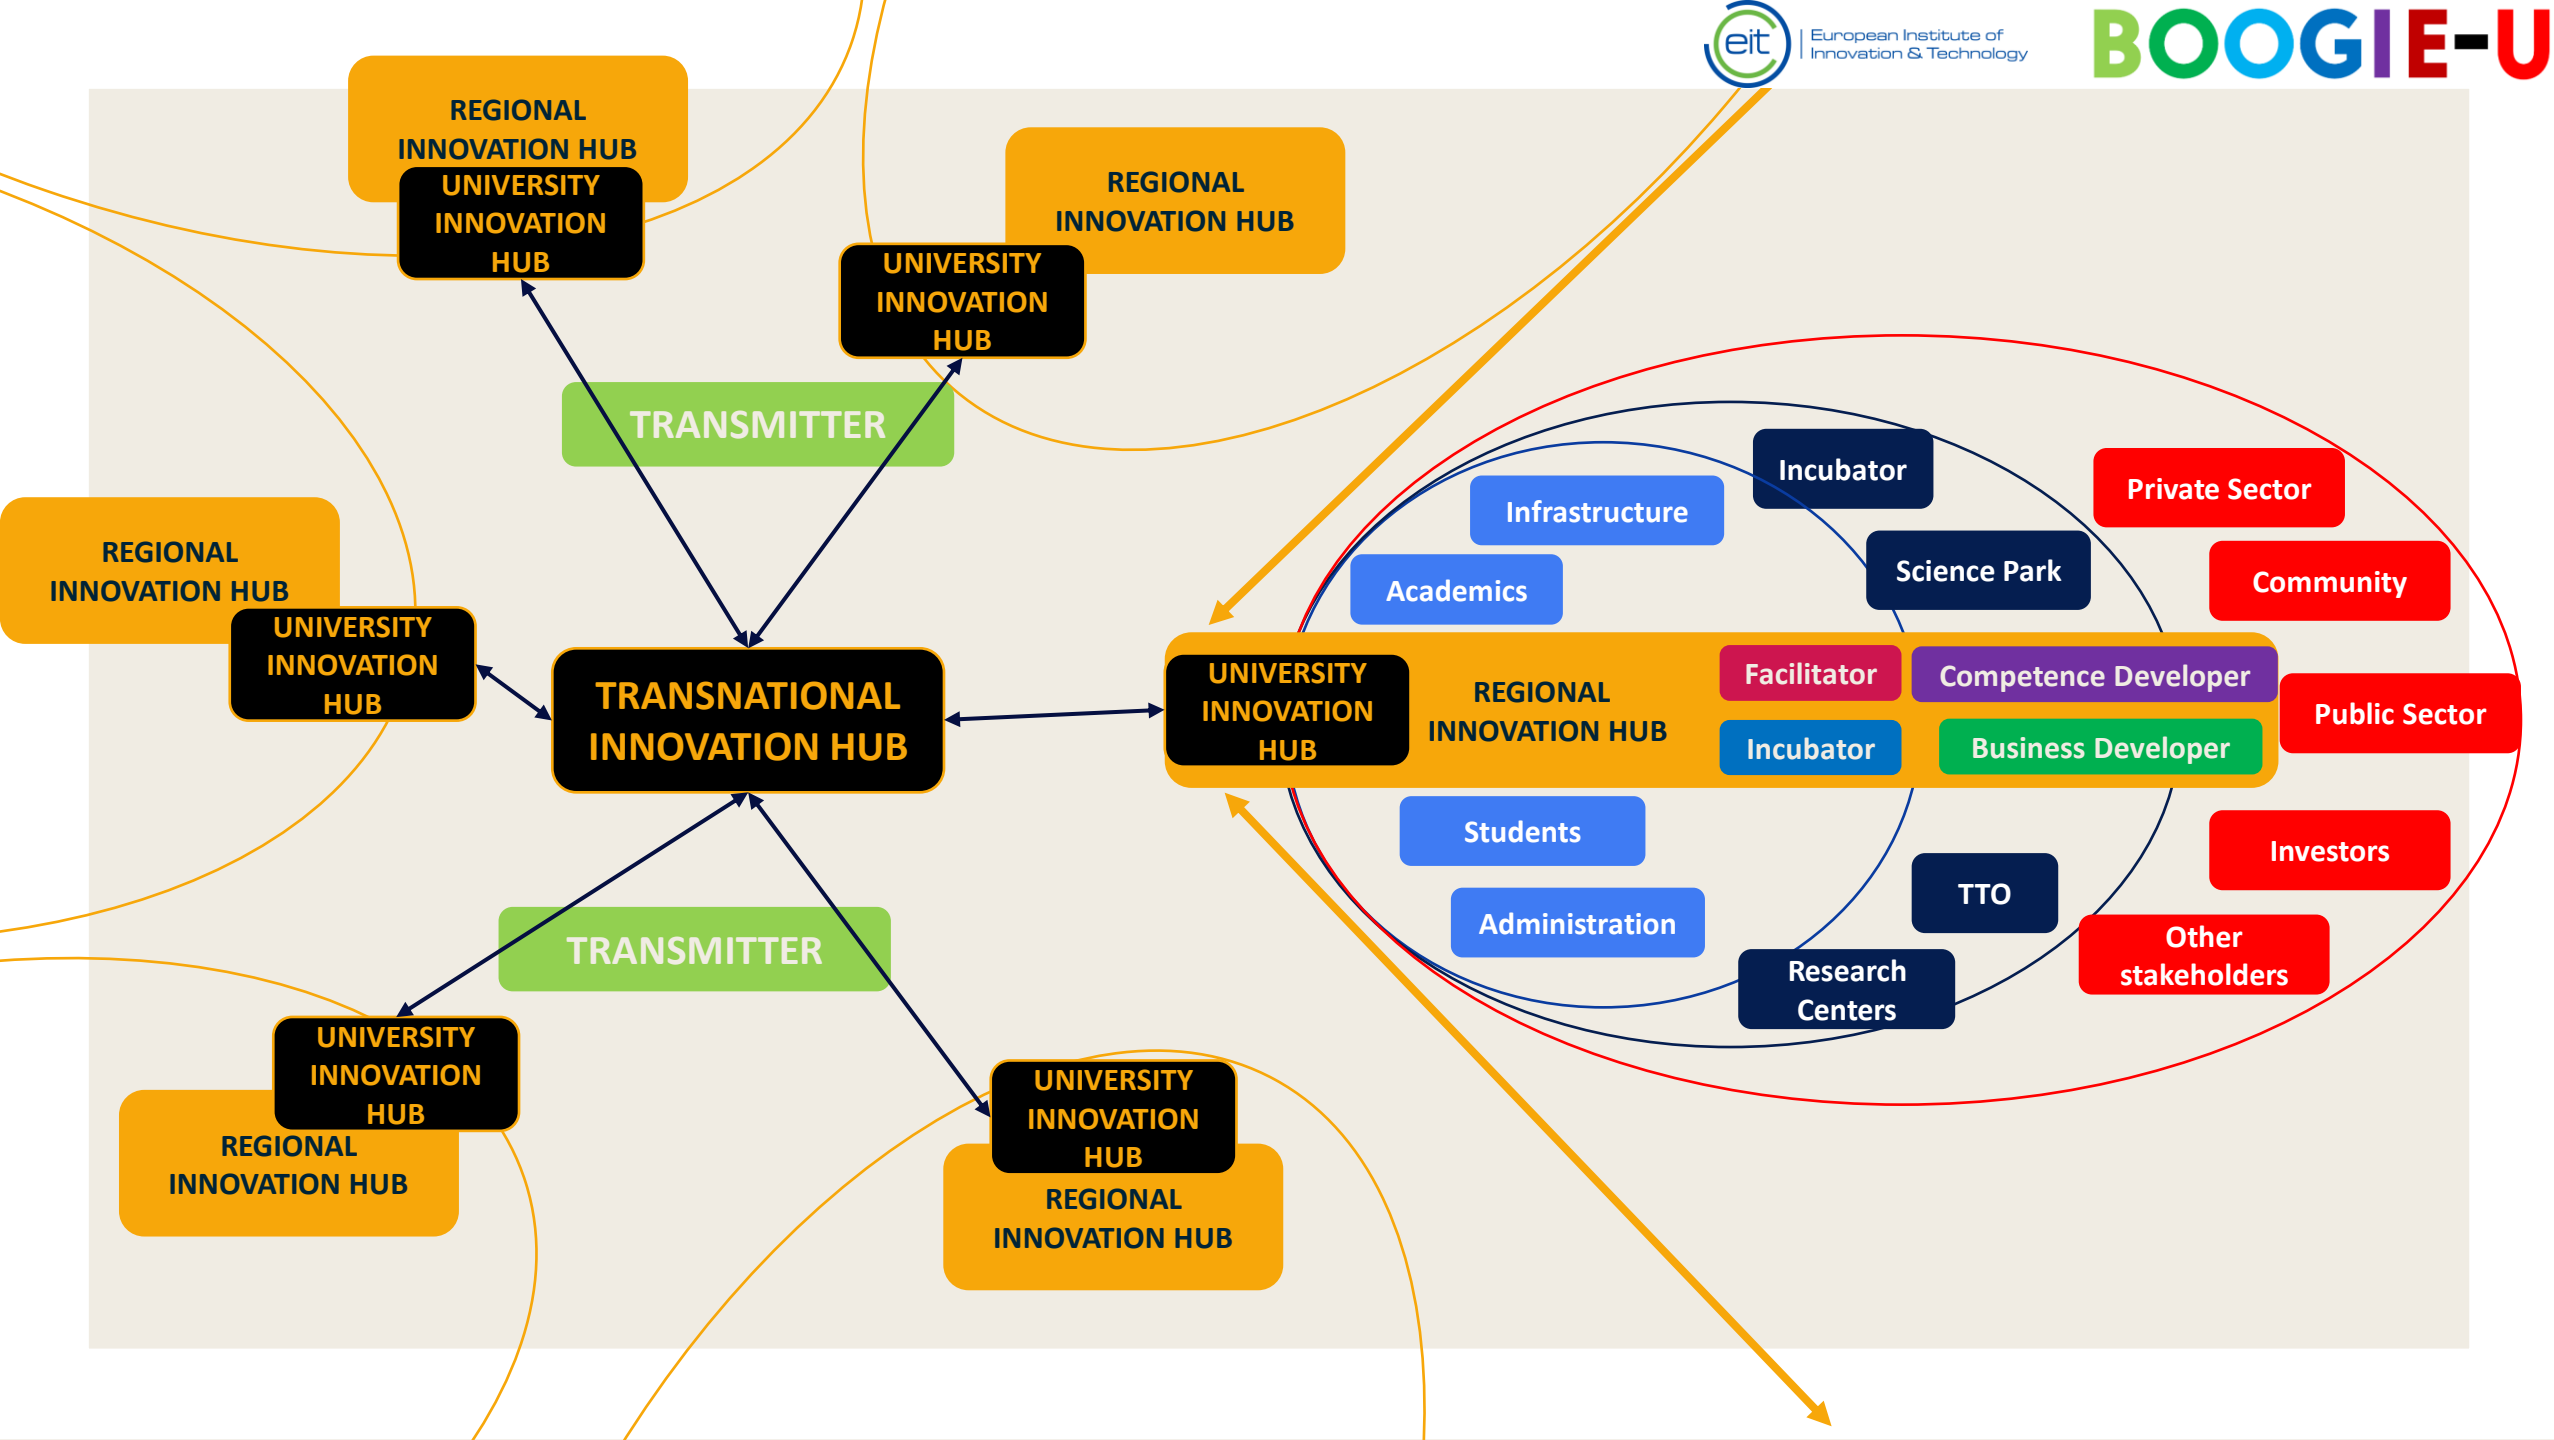 eit
European Institute of
Innovation & Technology
BOOGIE-U
REGIONAL
INNOVATION HUB
UNIVERSITY
INNOVATION
HUB
REGIONAL
INNOVATION HUB
UNIVERSITY
INNOVATION
HUB
TRANSMITTER
REGIONAL
INNOVATION HUB
UNIVERSITY
INNOVATION
HUB
TRANSNATIONAL
INNOVATION HUB
TRANSMITTER
UNIVERSITY
INNOVATION
HUB
REGIONAL
INNOVATION HUB
UNIVERSITY
INNOVATION
HUB
REGIONAL
INNOVATION HUB
Incubator
Infrastructure
Academics
Science Park
Private Sector
Community
UNIVERSITY
INNOVATION
HUB
REGIONAL
INNOVATION HUB
Facilitator
Competence Developer
Incubator
Business Developer
Public Sector
Students
Administration
TTO
Research
Centers
Investors
Other
stakeholders